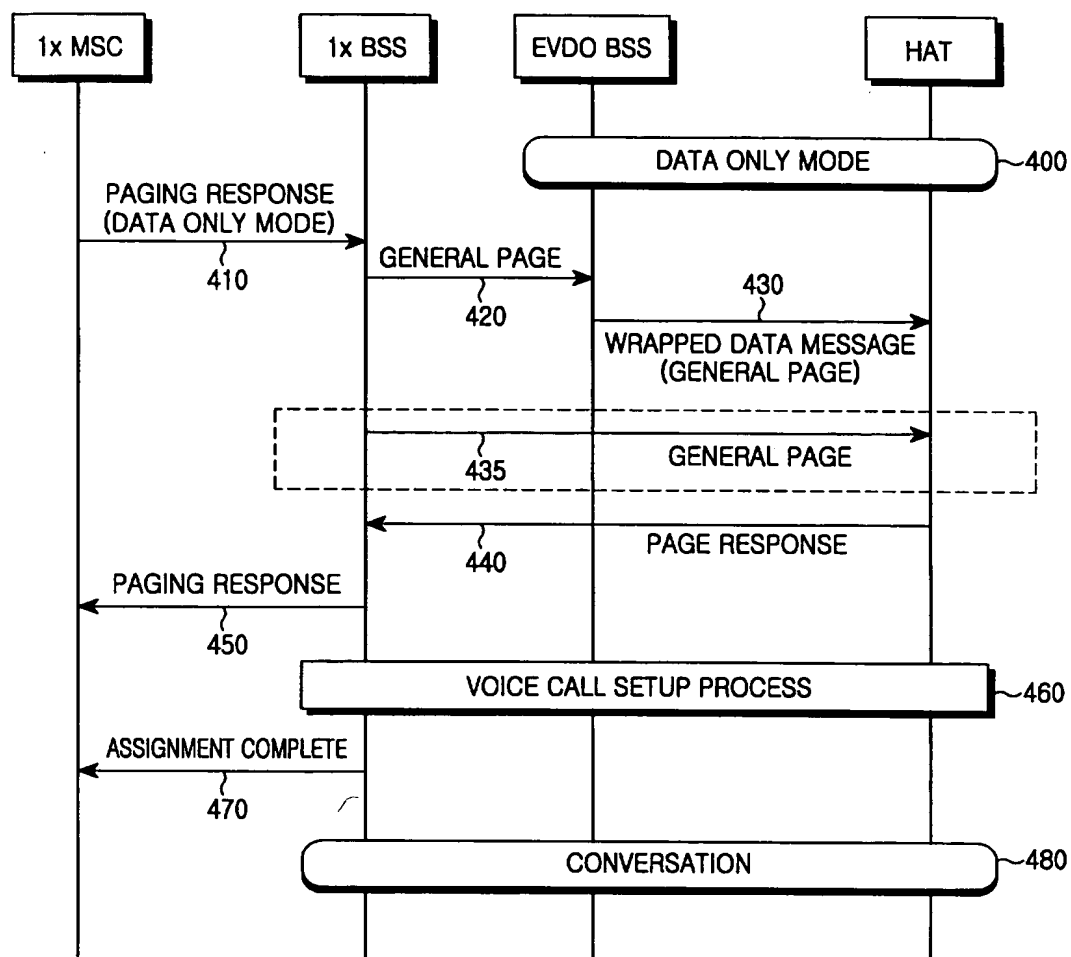 1x MSC
1x BSS
EVDO BSS
HAT
DATA ONLY MODE
400
PAGING RESPONSE
(DATA ONLY MODE)
410
GENERAL PAGE
420
430
WRAPPED DATA MESSAGE
(GENERAL PAGE)
435
GENERAL PAGE
440
PAGE RESPONSE
PAGING RESPONSE
450
VOICE CALL SETUP PROCESS
460
ASSIGNMENT COMPLETE
470
CONVERSATION
480